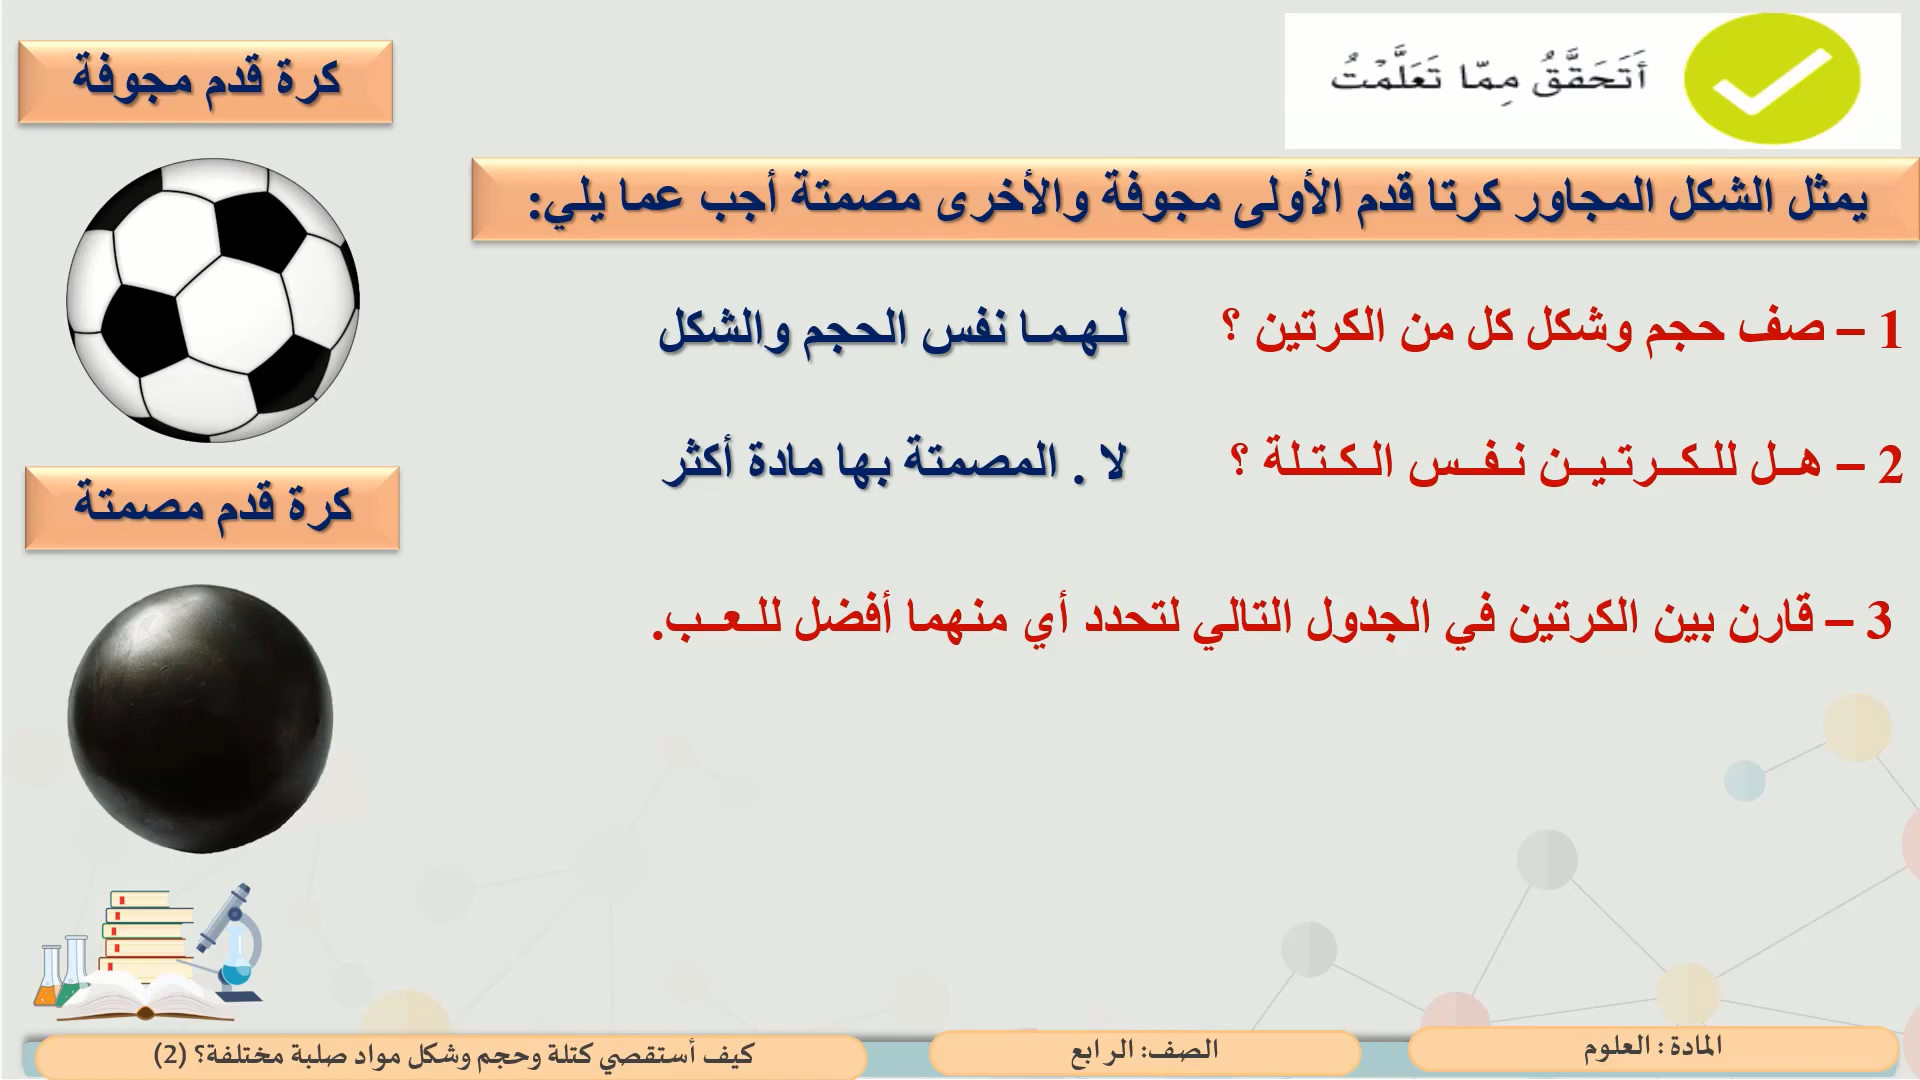 أَتَحَقَّقُ مِمّا تَعَلَّمْتُ
كرة قدم مجوفة
يمثل الشكل المجاور كرتا قدم الأولى مجوفة والأخرى مصمتة أجب عما يلي:
1 – صف حجم وشكل كل من الكرتين ؟ لـهـمـا نفس الحجم والشكل
2 – هـل للـكـرتـيـن نـفـس الـكـتـلة ؟ لا . المصمتة بها مادة أكثر
كرة قدم مصمتة
3 – قارن بين الكرتين في الجدول التالي لتحدد أي منهما أفضل للـعـب.
المادة : العلوم
الصف: الرابع
كيف أستقصي كتلة وحجم وشكل مواد صلبة مختلفة؟ (2)